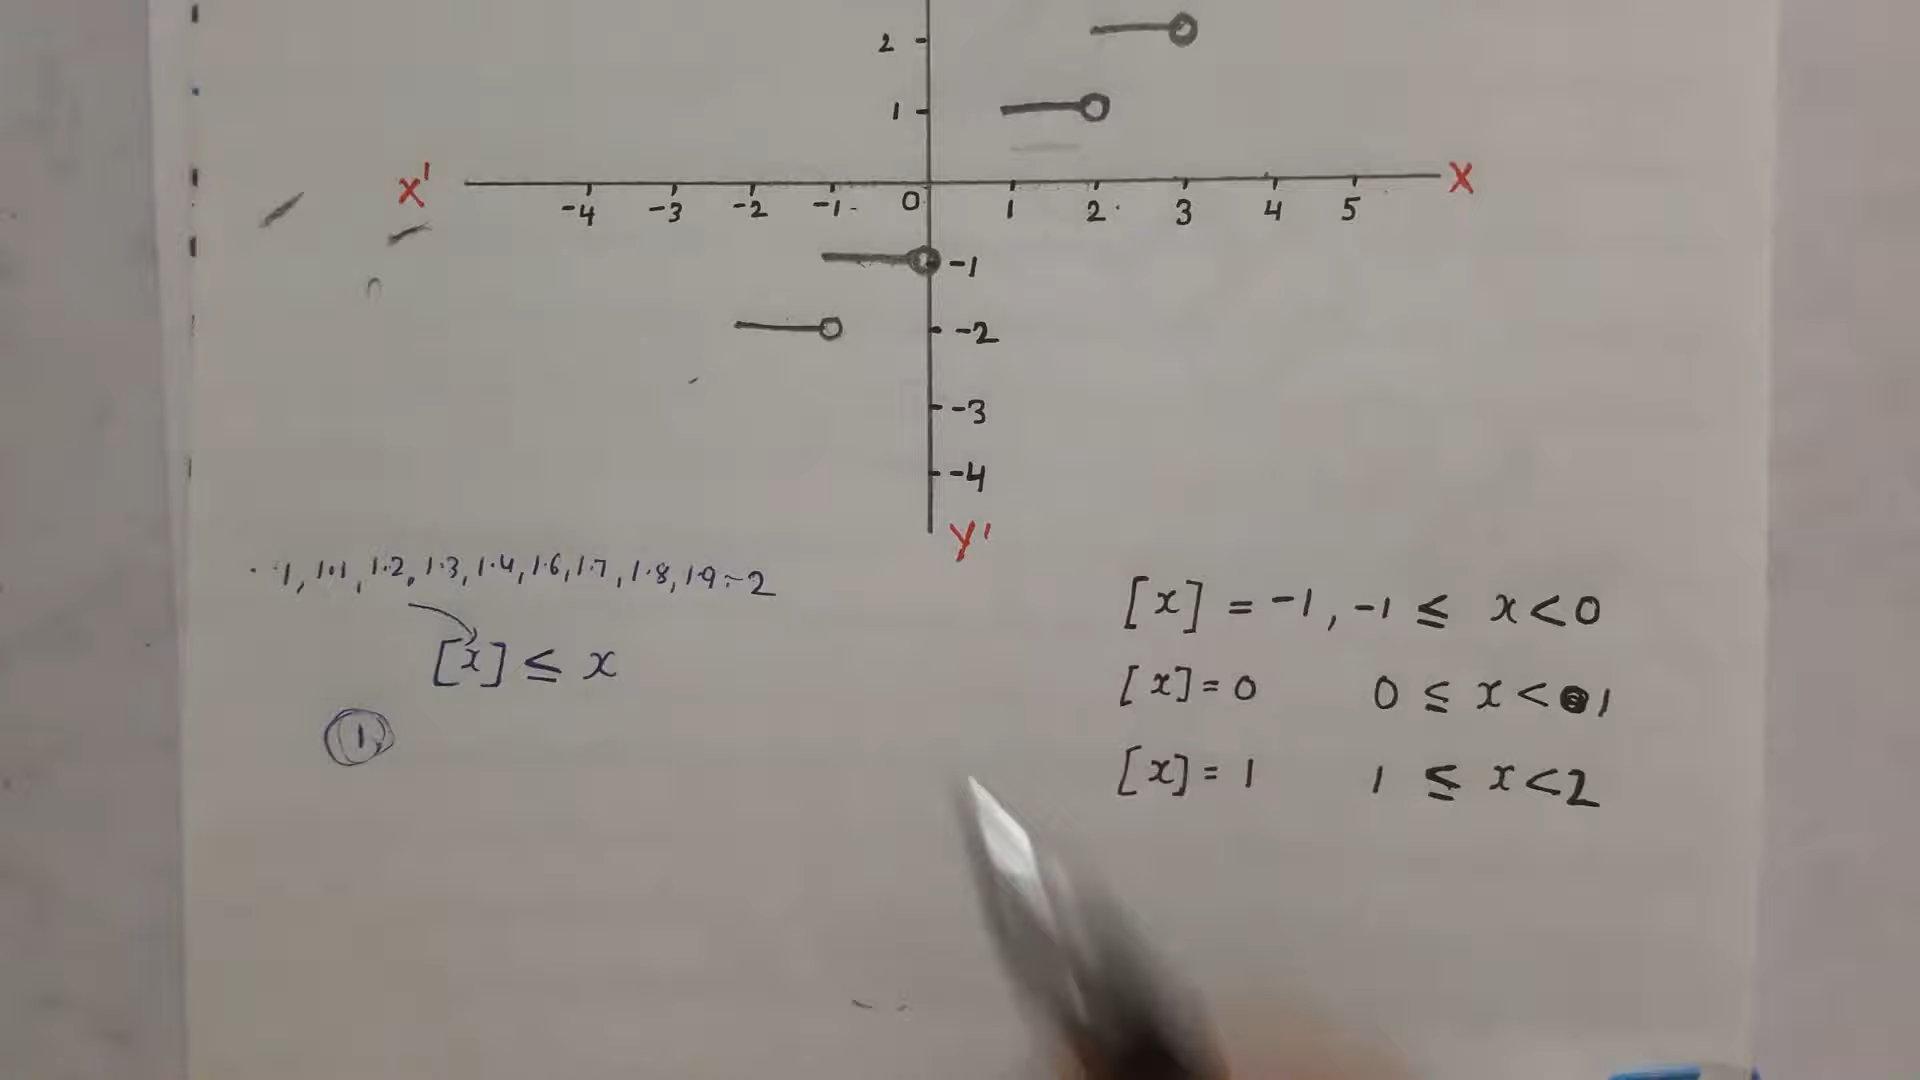 2
1
X'
X
-4 -3 -2 -1 0 1 2 3 4 5
-1
-2
-3
-4
Y'
1, 1.1, 1.2, 1.3, 1.4, 1.6, 1.7, 1.8, 1.9 - 2
[x] ≤ x
1
[x] = -1, -1 ≤ x < 0
[x] = 0 0 ≤ x < 1
[x] = 1 1 ≤ x < 2